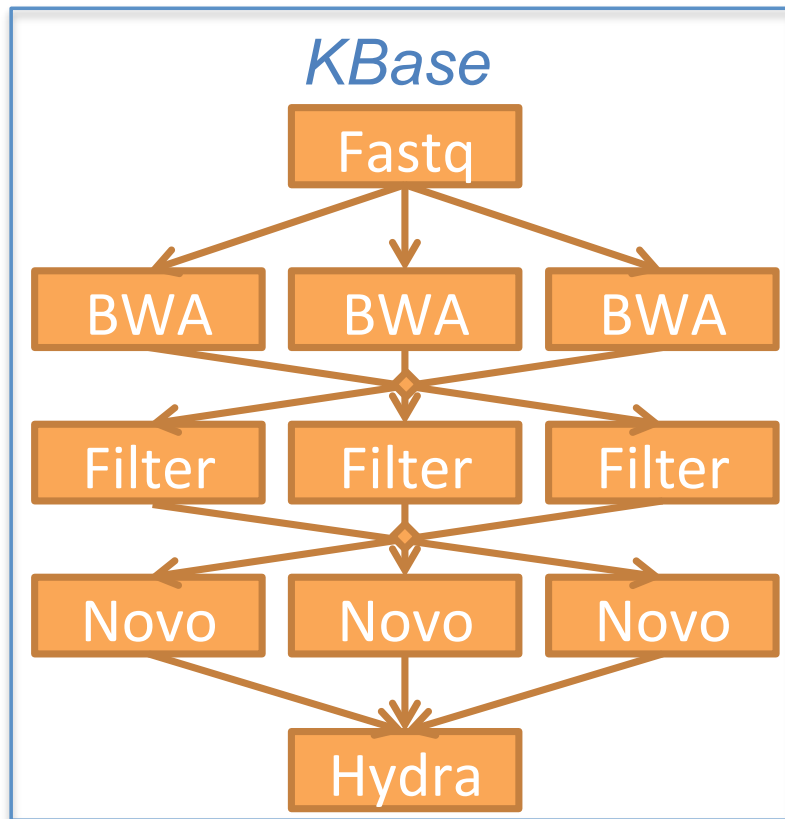 KBase
Fastq
BWA BWA BWA
Filter Filter Filter
Novo Novo Novo
Hydra